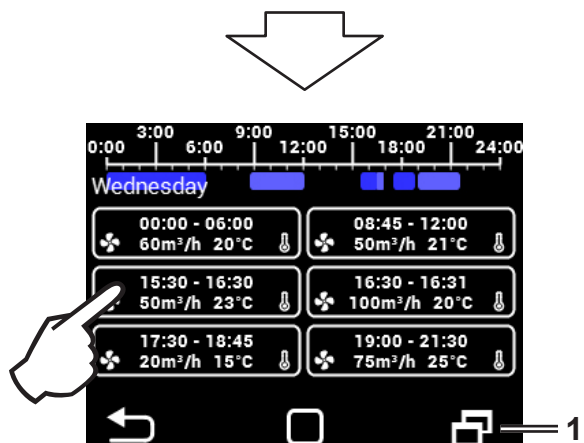 3:00 9:00 15:00 21:00
0:00 6:00 12:00 18:00 24:00
Wednesday
00:00 - 06:00
60m³/h 20°C
08:45 - 12:00
50m³/h 21°C
15:30 - 16:30
50m³/h 23°C
16:30 - 16:31
100m³/h 20°C
17:30 - 18:45
20m³/h 15°C
19:00 - 21:30
75m³/h 25°C
1